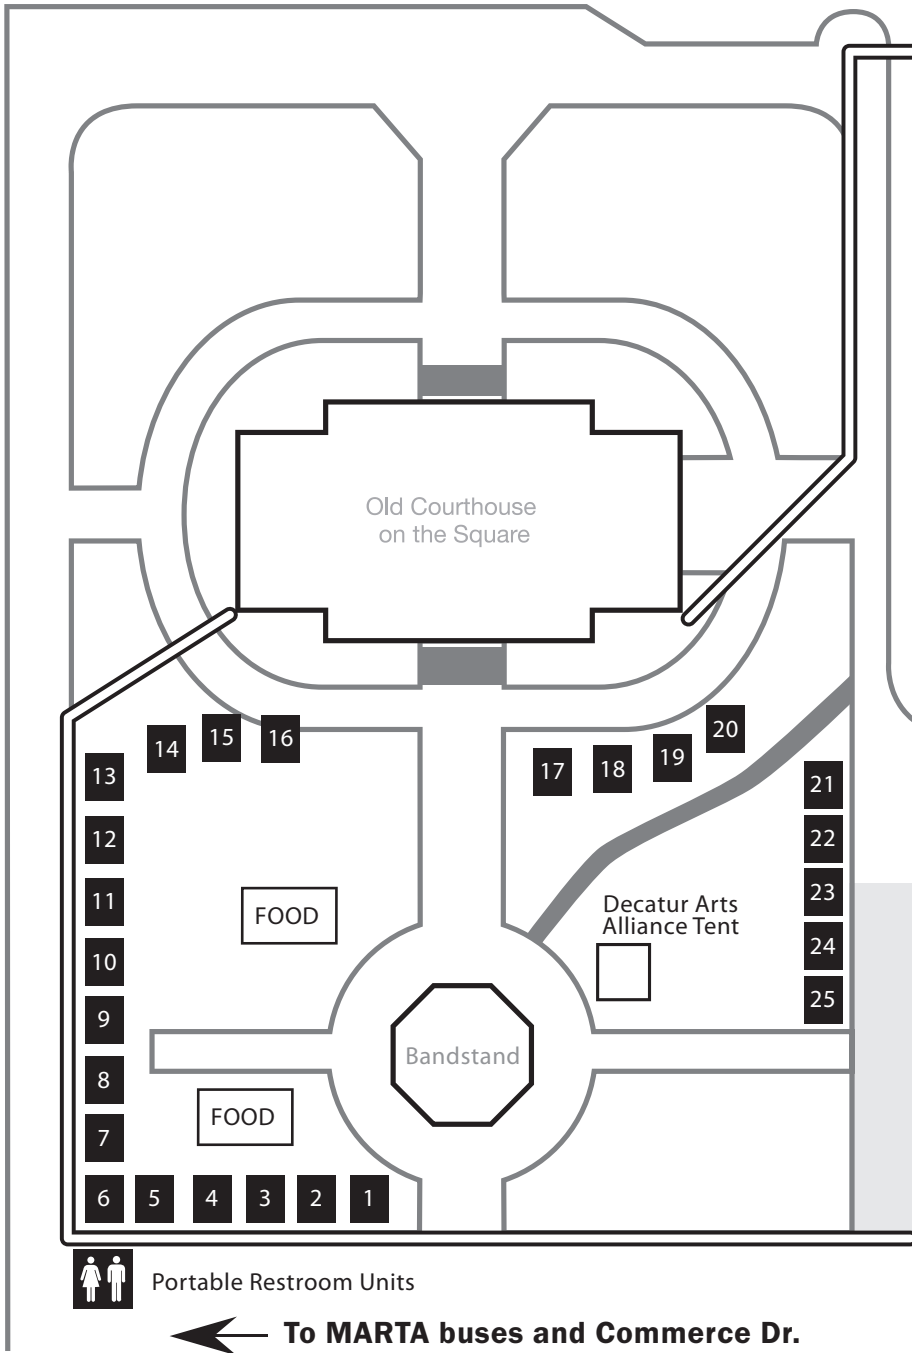 Old Courthouse
on the Square
20
16
15
14
19
18
17
13
21
12
22
11
23
Decatur Arts
Alliance Tent
FOOD
24
10
25
9
Bandstand
8
FOOD
7
6
5
4
3
2
1
Portable Restroom Units
To MARTA buses and Commerce Dr.